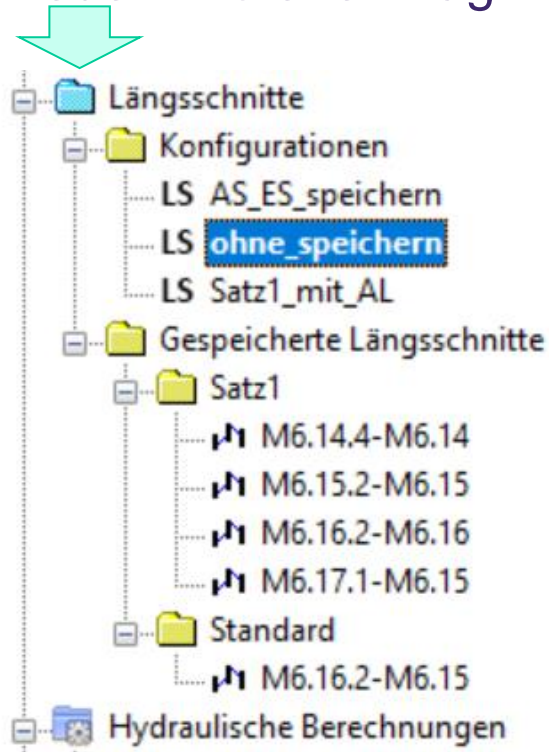 Längsschnitte
Konfigurationen
LS AS_ES_speichern
LS ohne_speichern
LS Satz1_mit_AL
Gespeicherte Längsschnitte
Satz1
M6.14.4-M6.14
M6.15.2-M6.15
M6.16.2-M6.16
M6.17.1-M6.15
Standard
M6.16.2-M6.15
Hydraulische Berechnungen